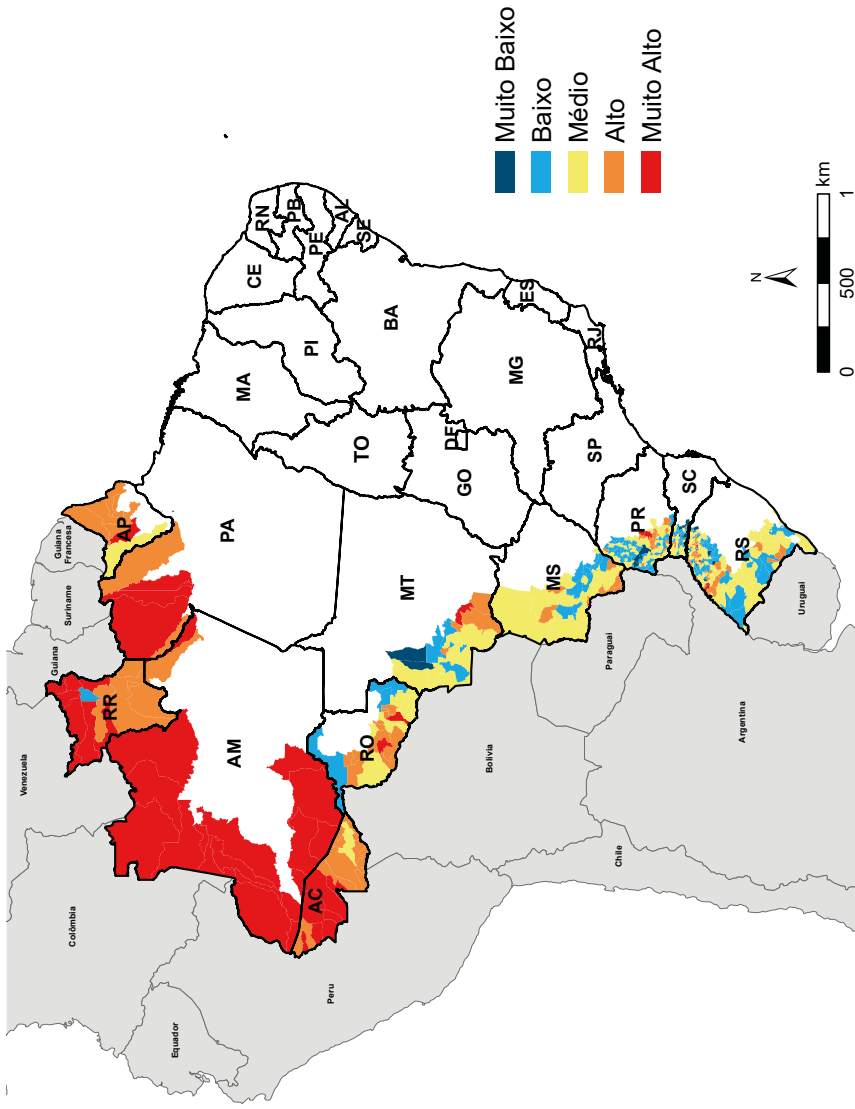 Guiana
Francesa
Suriname
Guiana
Venezuela
Colômbia
Equador
Peru
Bolívia
Chile
Paraguai
Argentina
Uruguai
AP
RR
AM
PA
AC
RO
MT
MS
MA
PI
CE
RN
PB
PE
AL
SE
BA
TO
GO
DF
MG
ES
RJ
SP
PR
SC
RS
Muito Baixo
Baixo
Médio
Alto
Muito Alto
N
0
500
1
km